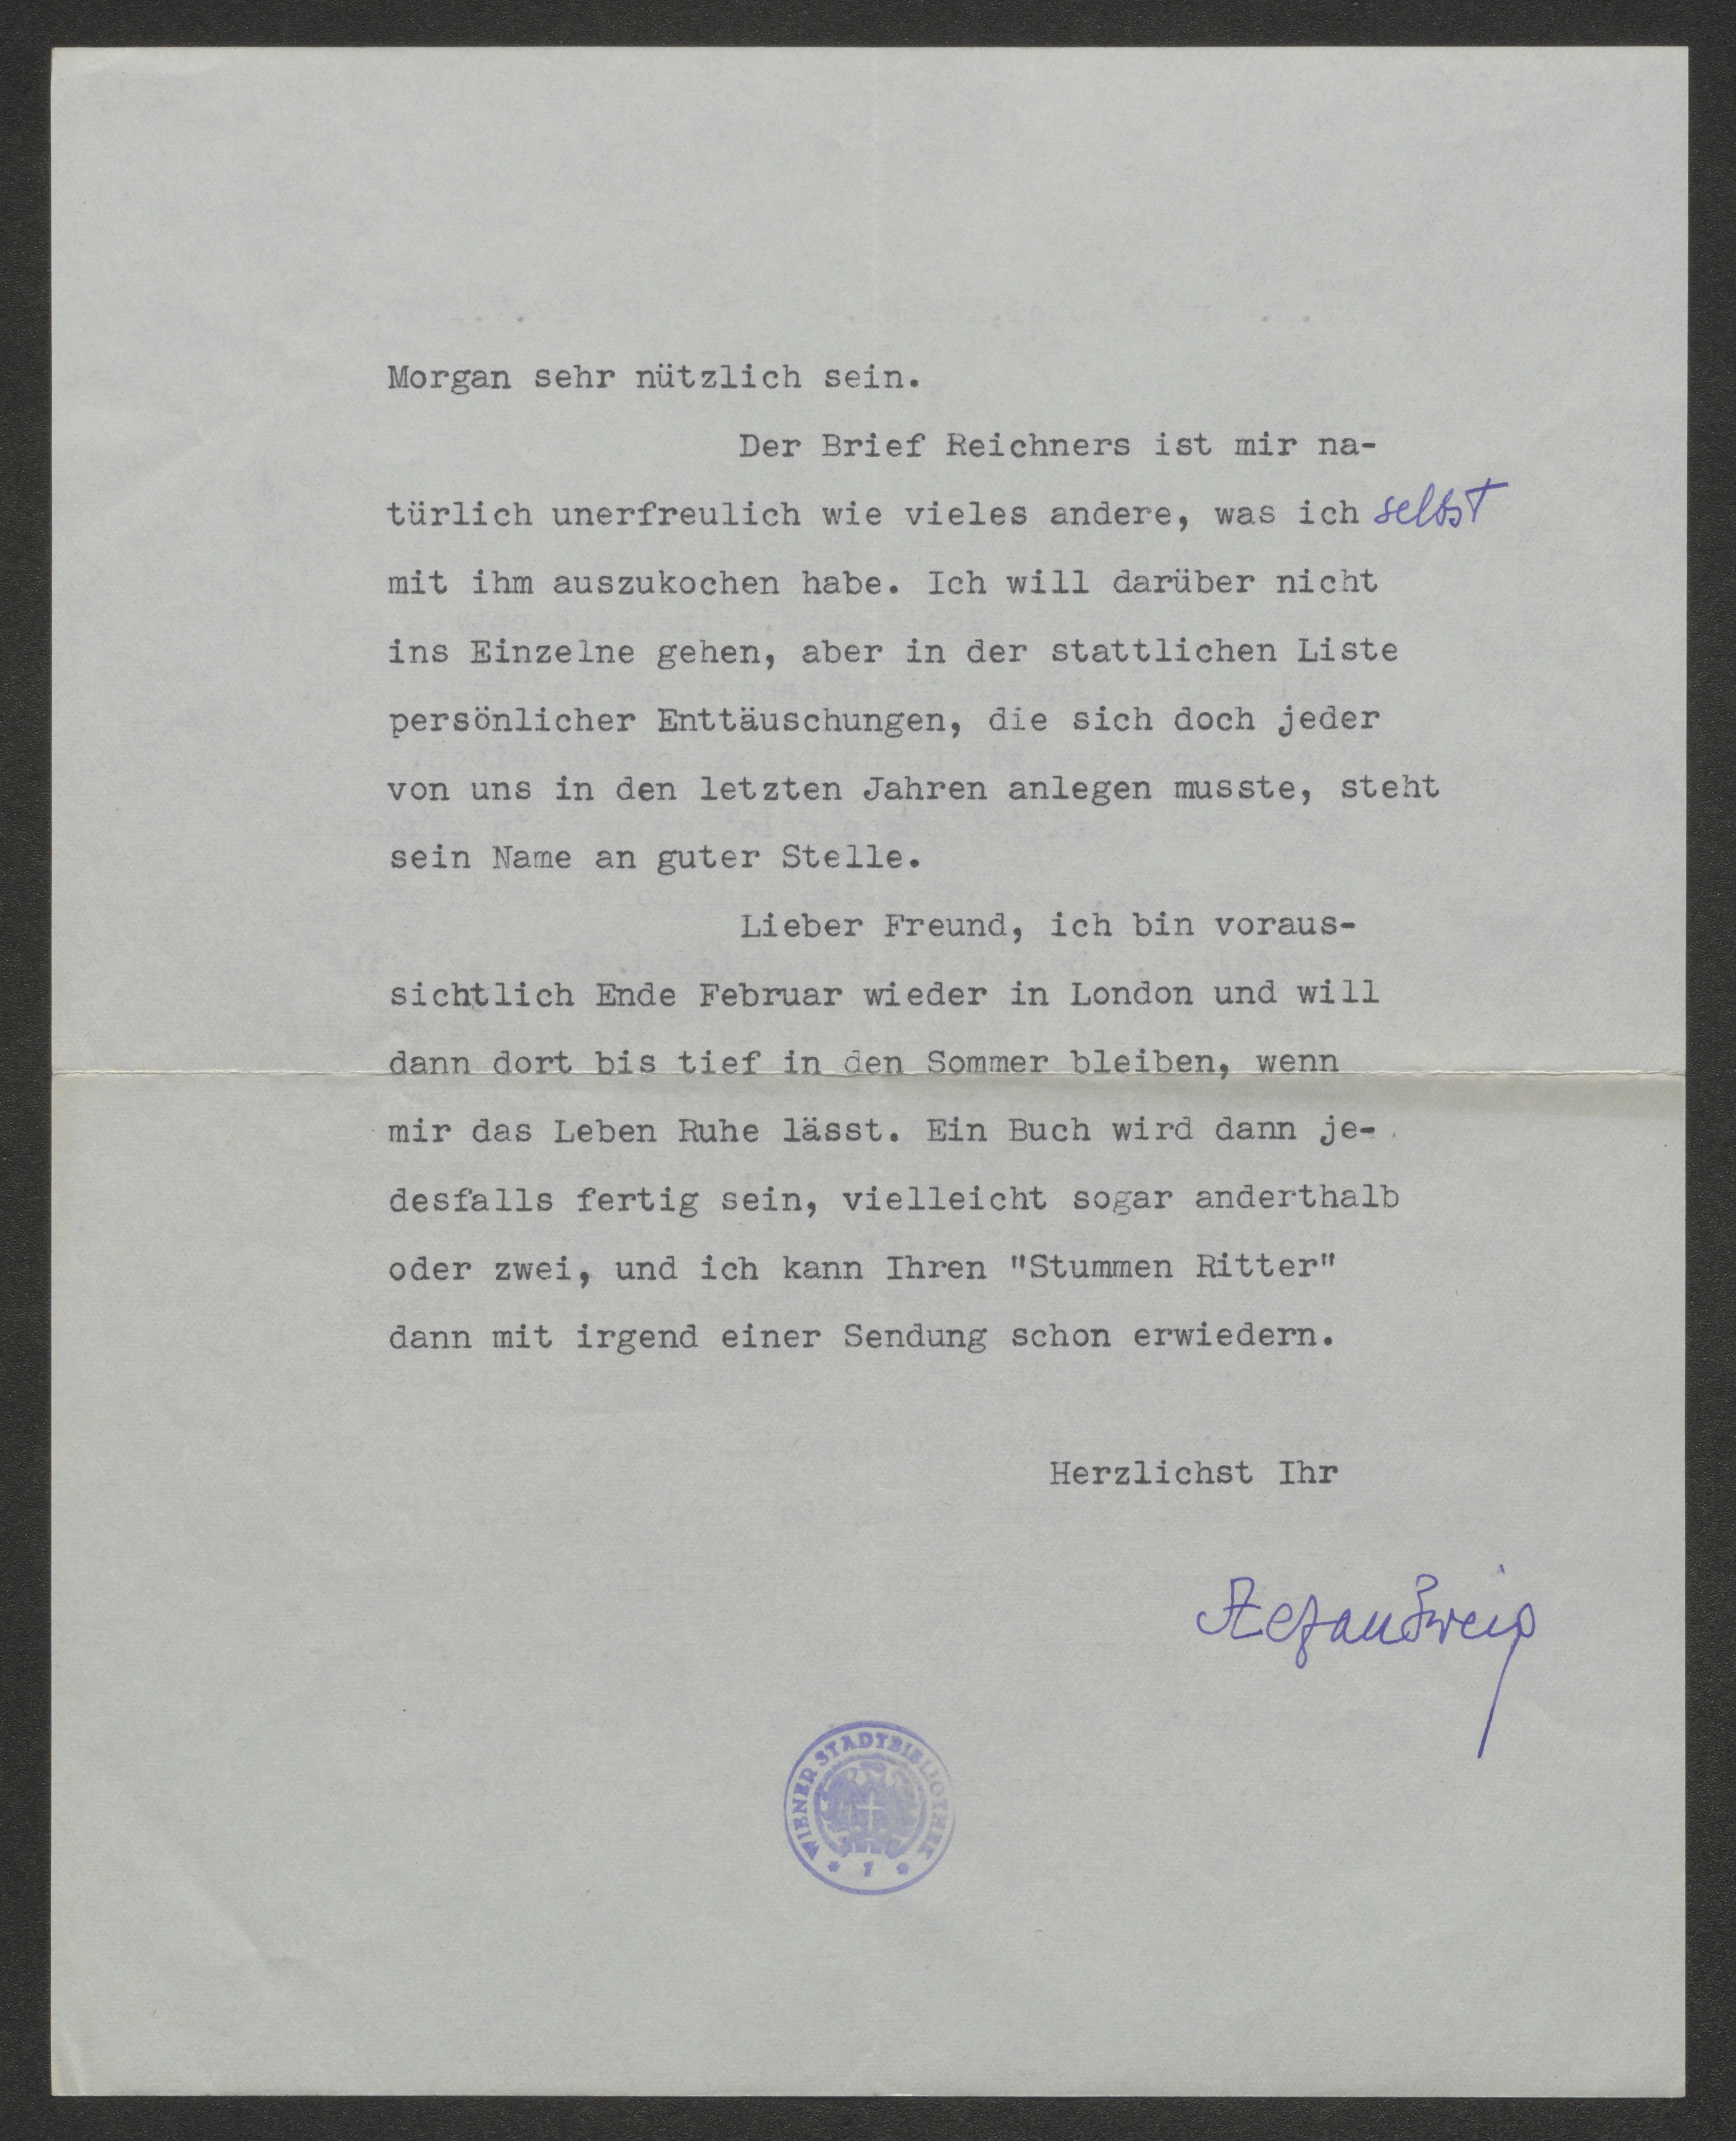 Morgan sehr nützlich sein.
Der Brief Reichners ist mir na-
türlich unerfreulich wie vieles andere, was ich selbst
mit ihm auszukochen habe. Ich will darüber nicht
ins Einzelne gehen, aber in der stattlichen Liste
persönlicher Enttäuschungen, die sich doch jeder
von uns in den letzten Jahren anlegen musste, steht
sein Name an guter Stelle.
Lieber Freund, ich bin voraus-
sichtlich Ende Februar wieder in London und will
dann dort bis tief in den Sommer bleiben, wenn
mir das Leben Ruhe lässt. Ein Buch wird dann je-
desfalls fertig sein, vielleicht sogar anderthalb
oder zwei, und ich kann Ihren "Stummen Ritter"
dann mit irgend einer Sendung schon erwiedern.
Herzlichst Ihr
Stefan Zweig
WIENER STADTBIBLIOTHEK
* 1 *